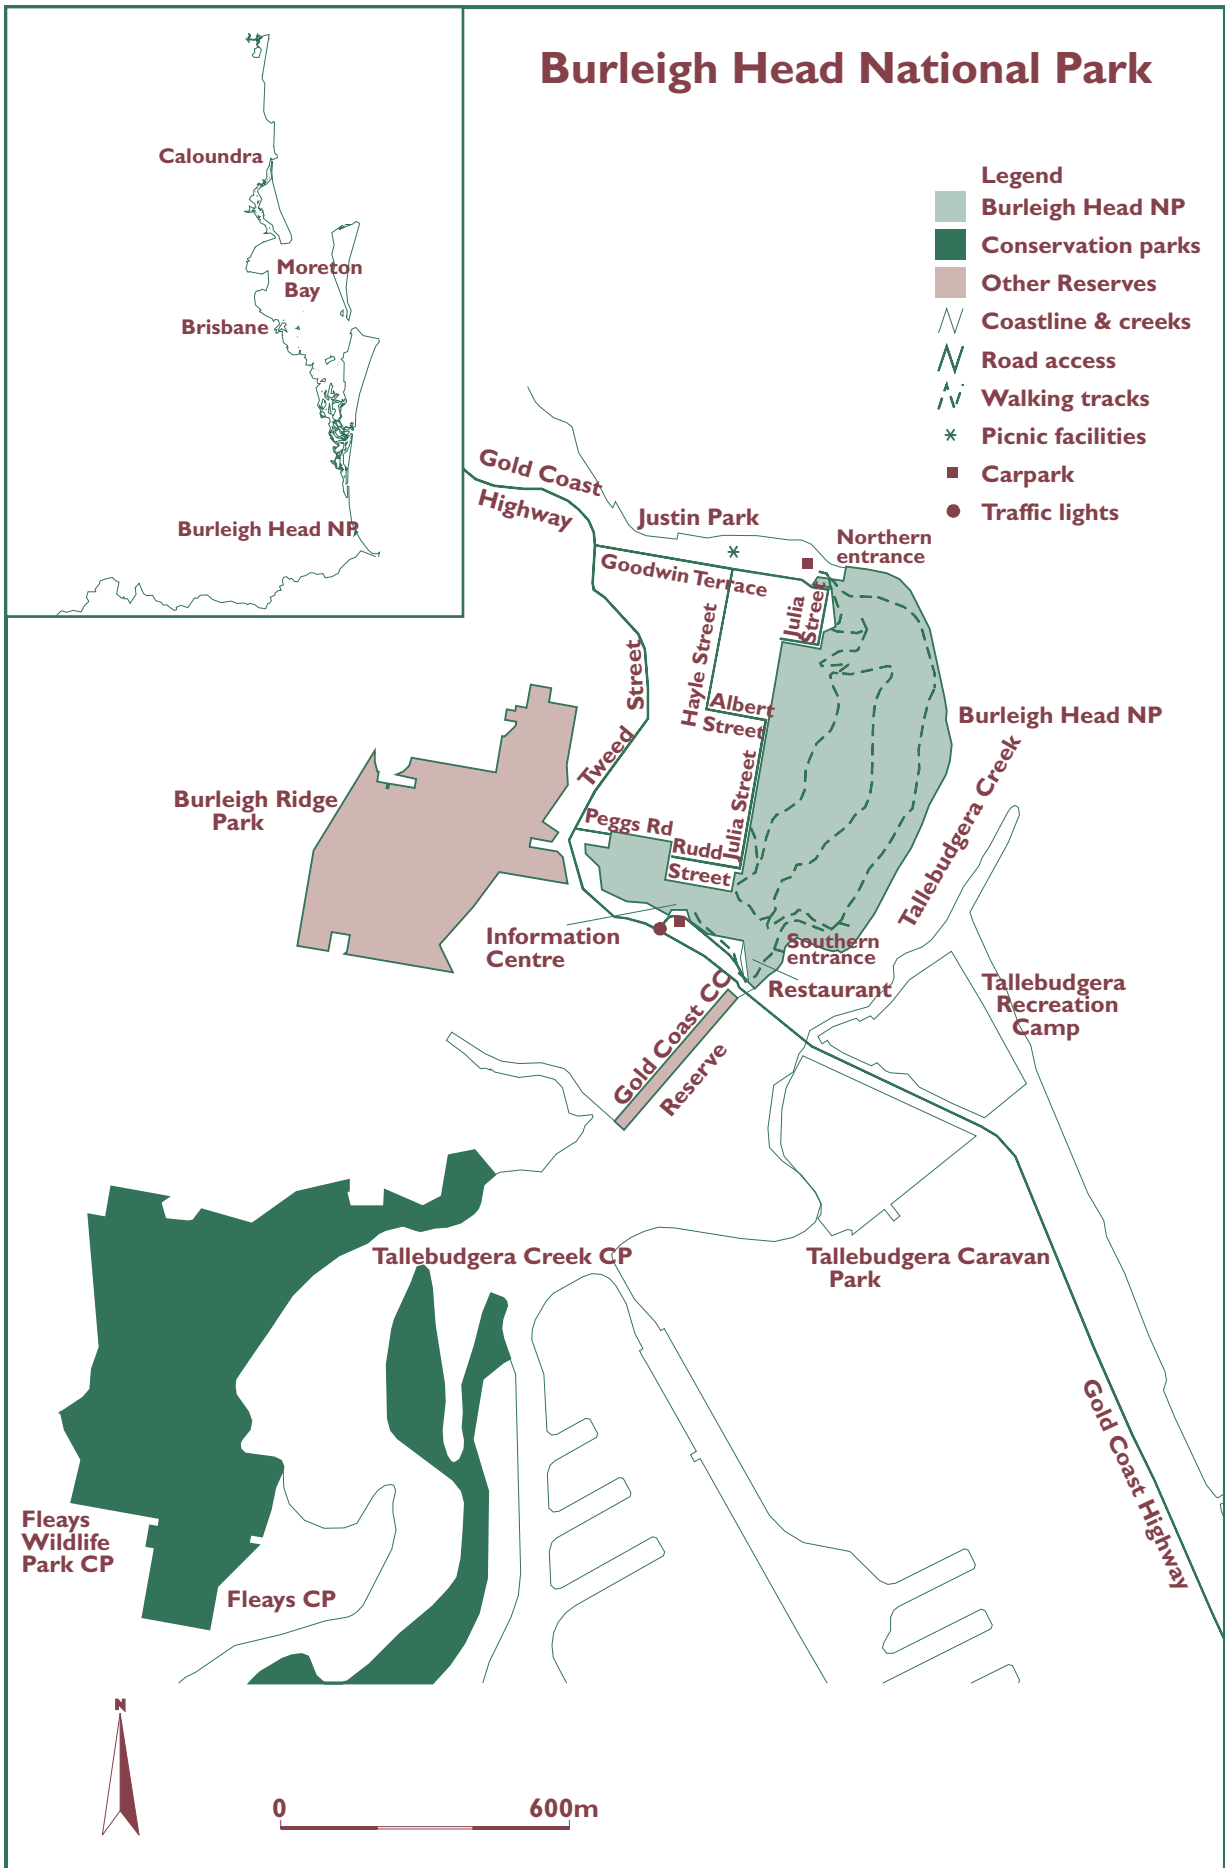 Burleigh Head National Park
Caloundra
Moreton
Bay
Brisbane
Burleigh Head NP
Legend
Burleigh Head NP
Conservation parks
Other Reserves
Coastline & creeks
Road access
Walking tracks
Picnic facilities
Carpark
Traffic lights
Gold Coast
Highway
Justin Park
Northern
entrance
Goodwin Terrace
Julia
Street
Hayle Street
Tweed Street
Albert
Street
Burleigh Head NP
Tallebudgera Creek
Julia Street
Burleigh Ridge
Park
Peggs Rd
Rudd
Street
Information
Centre
Southern
entrance
Restaurant
Tallebudgera
Recreation
Camp
Gold Coast CC
Reserve
Tallebudgera Creek CP
Tallebudgera Caravan
Park
Gold Coast Highway
Fleays
Wildlife
Park CP
Fleays CP
N
0 600m